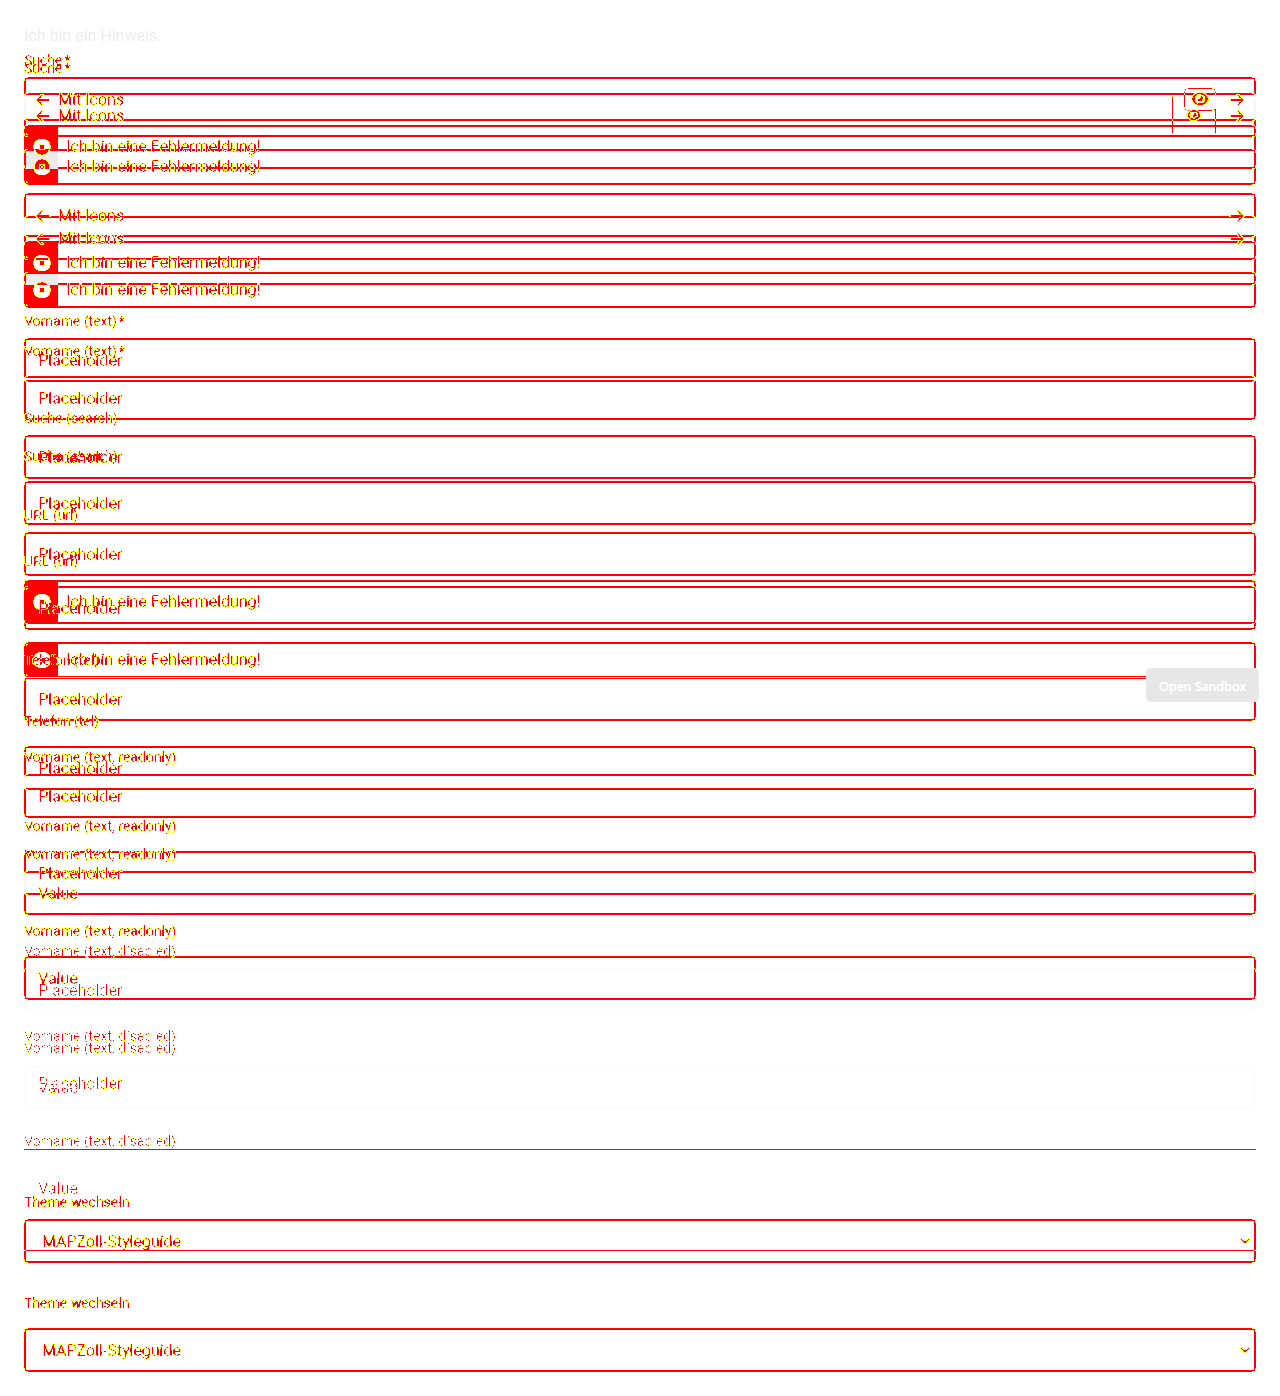 Ich bin ein Hinweis.
Suche *
Suche *
Mit Icons
Mit Icons
Ich bin eine Fehlermeldung!
Ich bin eine Fehlermeldung!
Mit Icons
Mit Icons
Ich bin eine Fehlermeldung!
Ich bin eine Fehlermeldung!
Vorname (text) *
Vorname (text) *
Placeholder
Placeholder
Suche (search)
Suche (search)
Placeholder
Placeholder
URL (url)
Placeholder
URL (url)
Ich bin eine Fehlermeldung!
Placeholder
Telefon (tel)
Ich bin eine Fehlermeldung!
Open Sandbox
Placeholder
Telefon (tel)
Vorname (text, readonly)
Placeholder
Placeholder
Vorname (text, readonly)
Vorname (text, readonly)
Placeholder
Value
Vorname (text, readonly)
Vorname (text, disabled)
Value
Placeholder
Vorname (text, disabled)
Vorname (text, disabled)
Placeholder
Value
Vorname (text, disabled)
Value
Theme wechseln
MAPZoll-Styleguide
Theme wechseln
MAPZoll-Styleguide